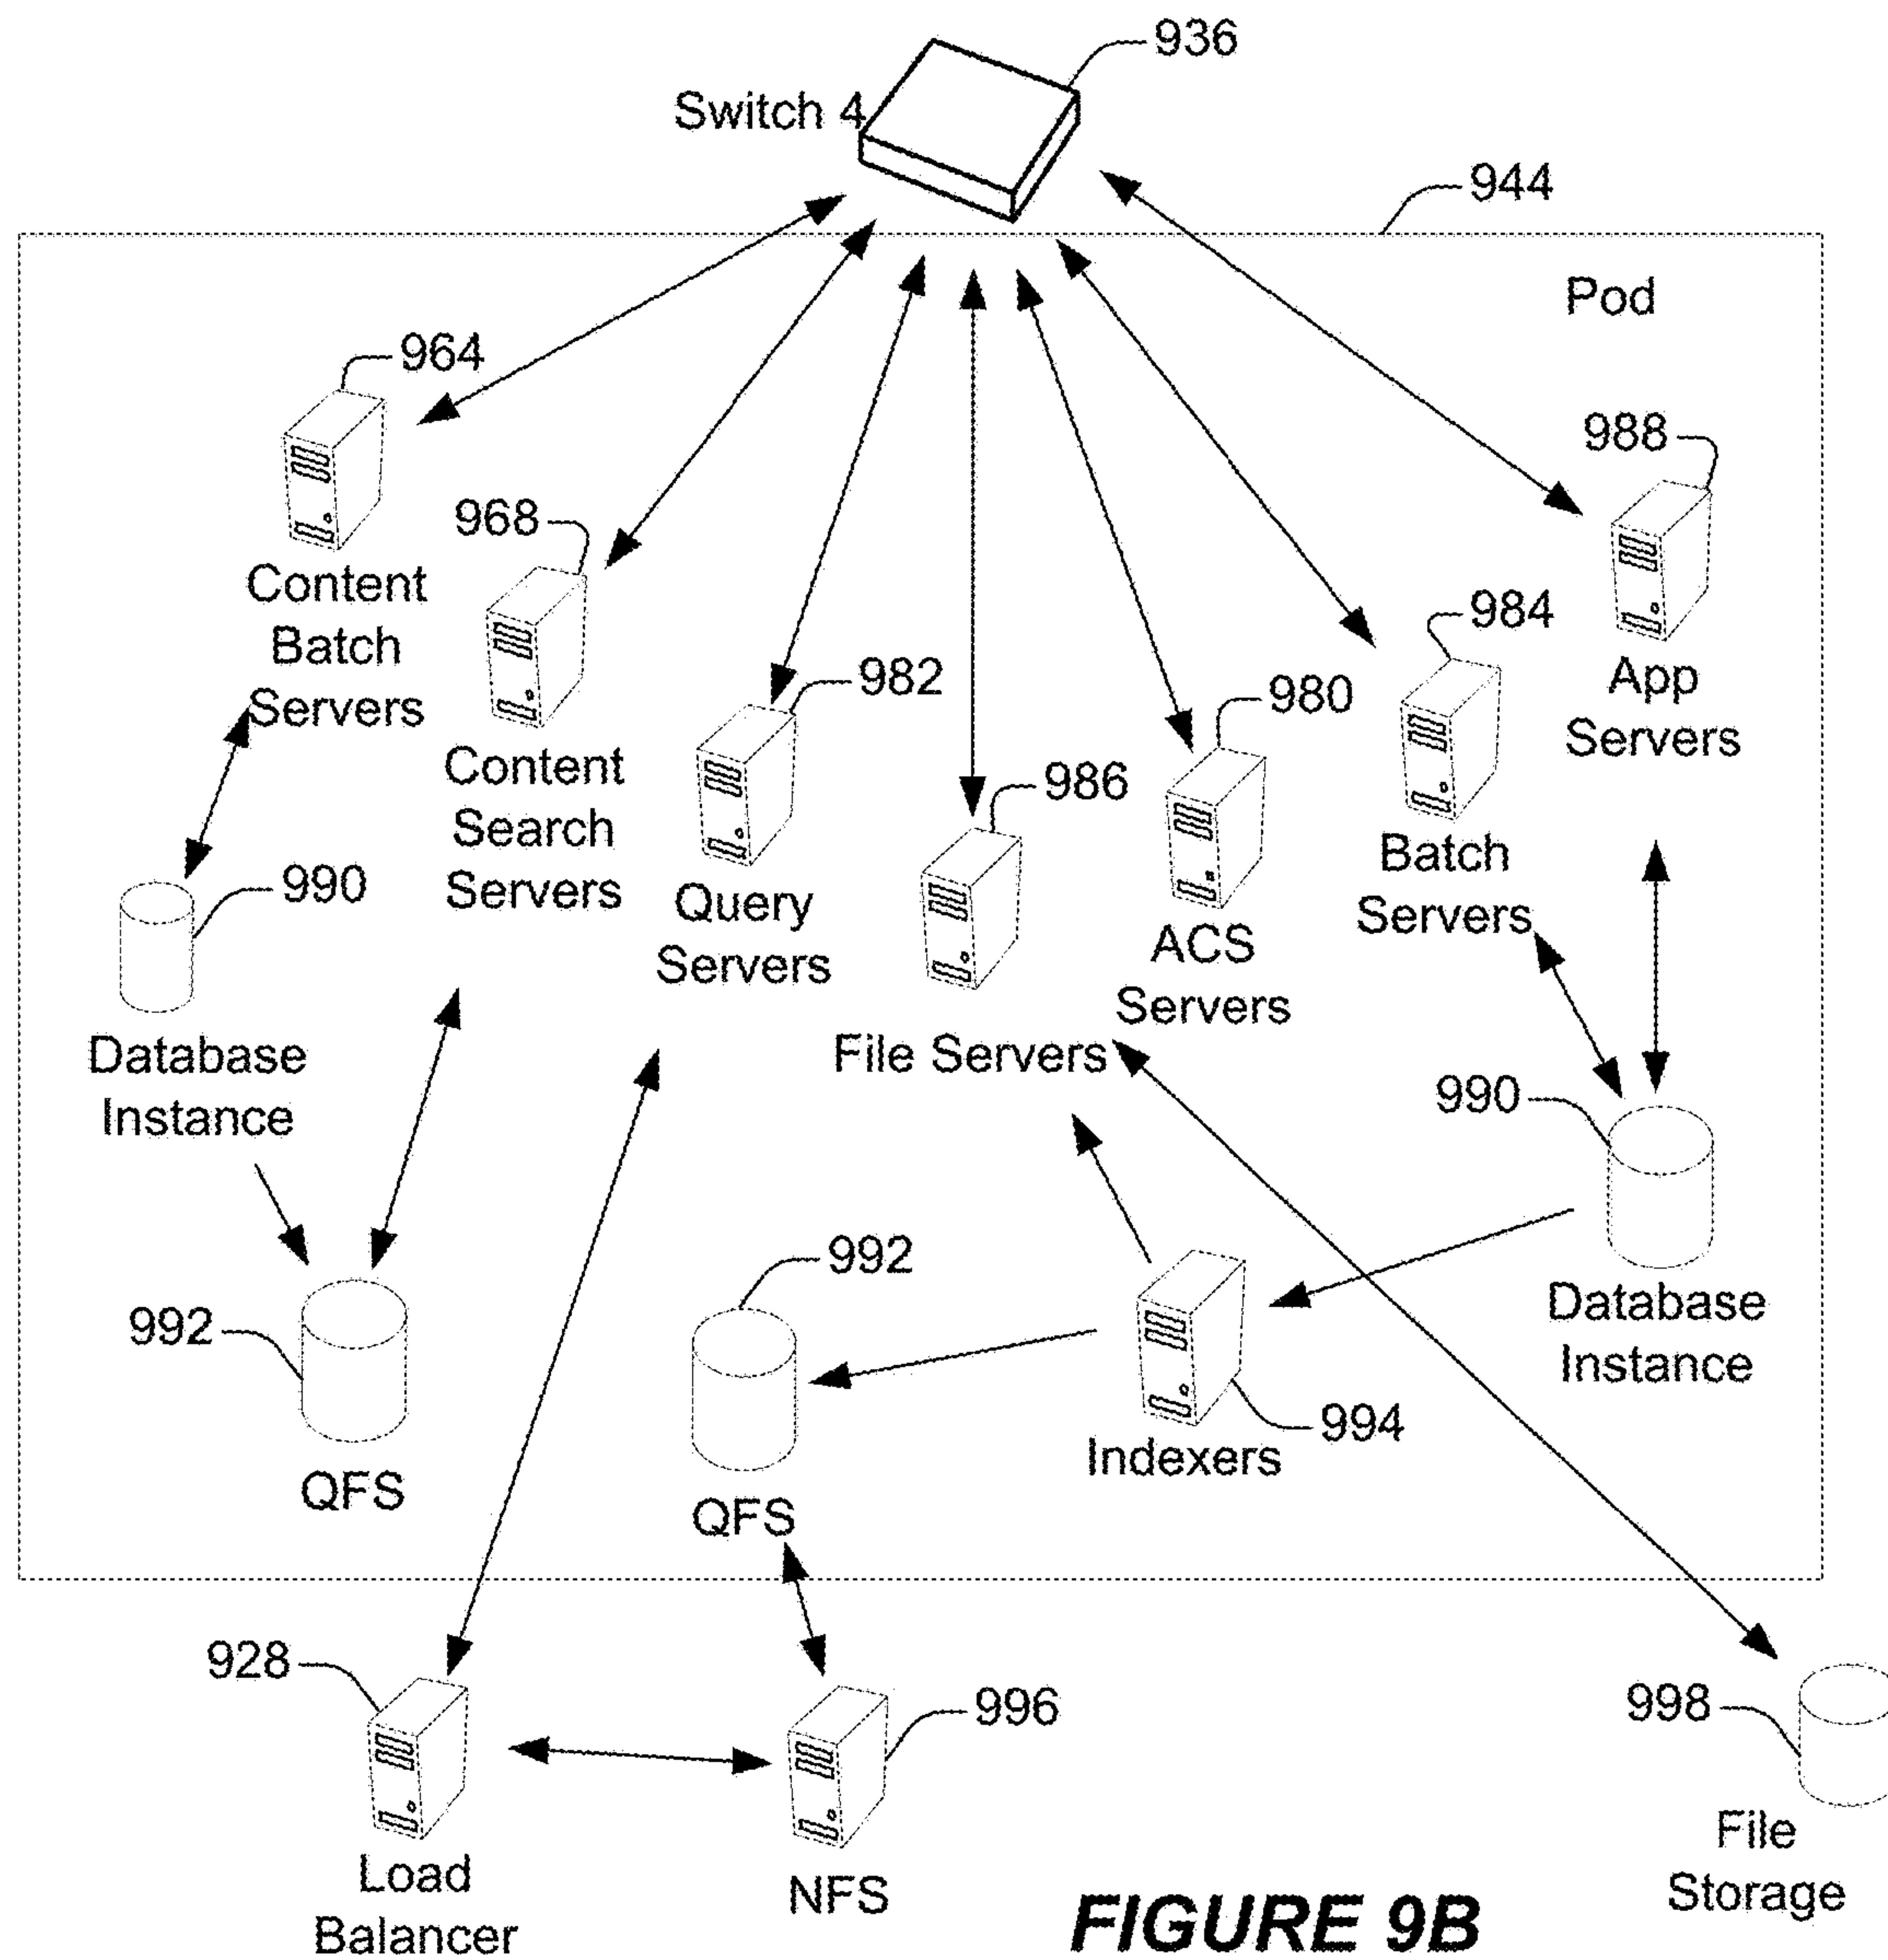 936
Switch 4
944
Pod
964
Content
Batch
Servers
968
Content
Search
Servers
982
Query
Servers
986
File Servers
980
ACS
Servers
984
Batch
Servers
988
App
Servers
990
Database
Instance
990
Database
Instance
992
QFS
992
QFS
994
Indexers
928
Load
Balancer
996
NFS
998
File
Storage
FIGURE 9B